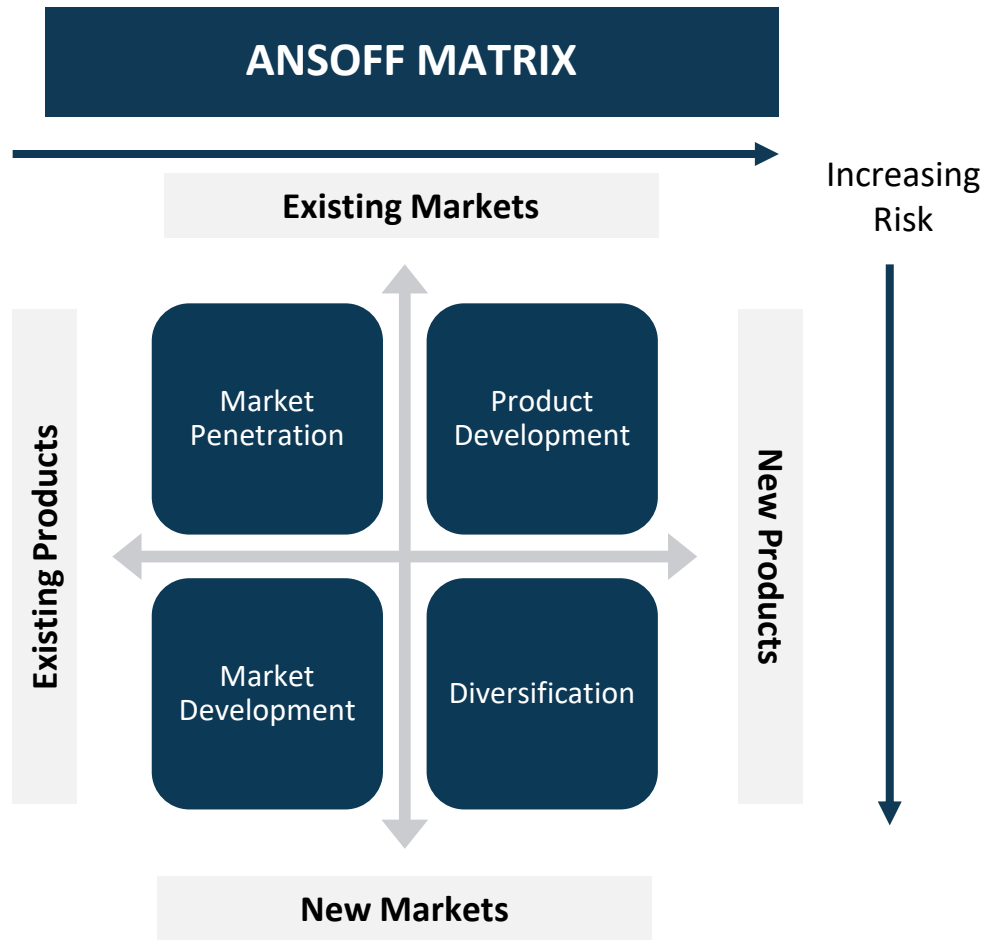 ANSOFF MATRIX
Increasing
Risk
Existing Markets
Existing Products
Market
Penetration
Product
Development
New Products
Market
Development
Diversification
New Markets